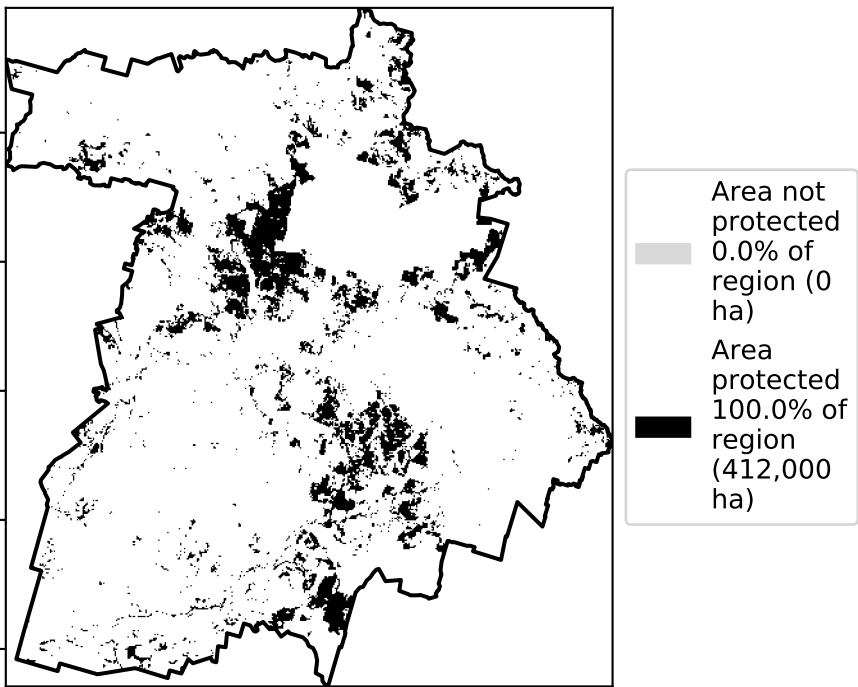 Area not
protected
0.0% of
region (0
ha)
Area
protected
100.0% of
region
(412,000
ha)